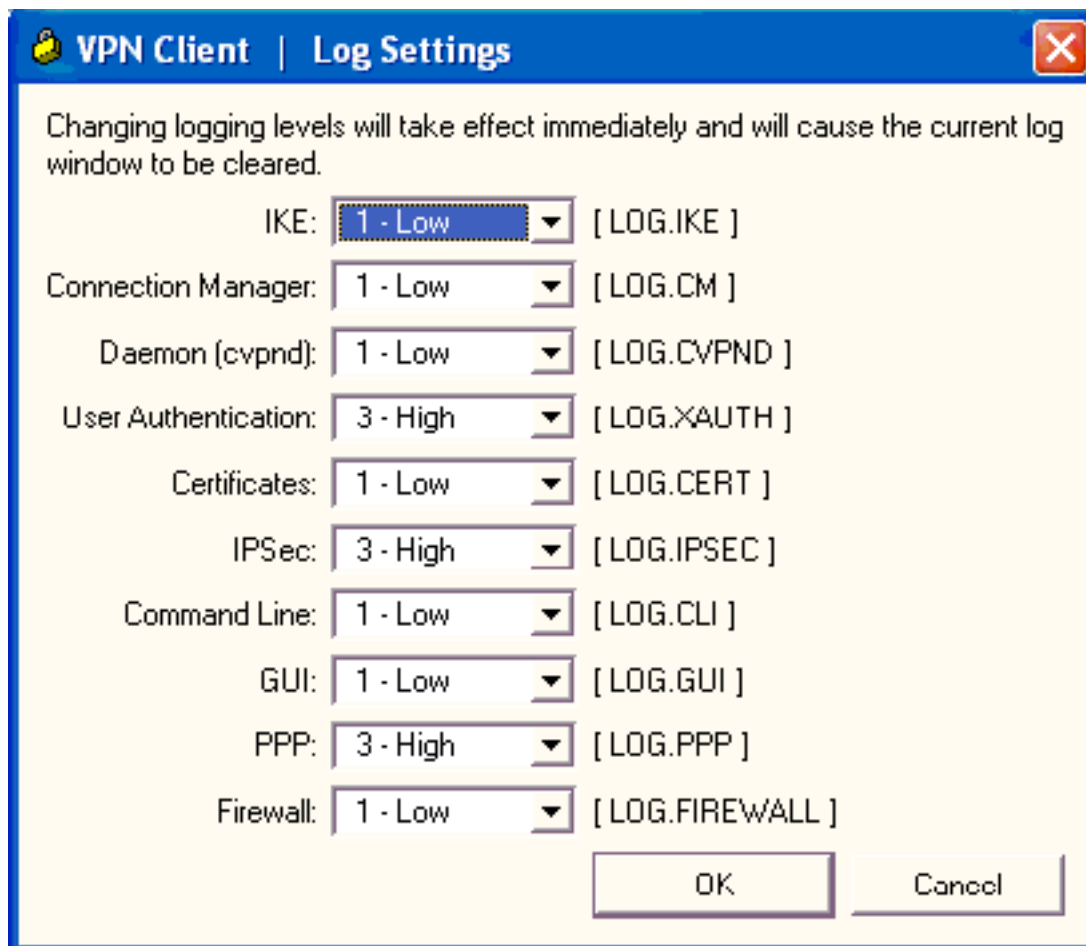 VPN Client | Log Settings
Changing logging levels will take effect immediately and will cause the current log
window to be cleared.
IKE: 1 - Low [ LOG.IKE ]
Connection Manager: 1 - Low [ LOG.CM ]
Daemon (cvpnd): 1 - Low [ LOG.CVPND ]
User Authentication: 3 - High [ LOG.XAUTH ]
Certificates: 1 - Low [ LOG.CERT ]
IPSec: 3 - High [ LOG.IPSEC ]
Command Line: 1 - Low [ LOG.CLI ]
GUI: 1 - Low [ LOG.GUI ]
PPP: 3 - High [ LOG.PPP ]
Firewall: 1 - Low [ LOG.FIREWALL ]
OK Cancel